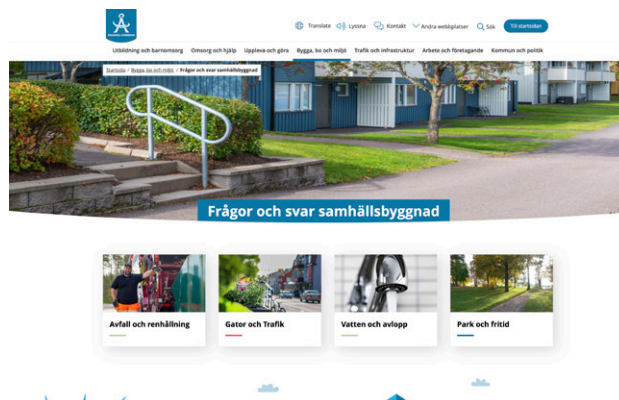 Translate Lyssna Kontakt Andra webbplatser Sök Till startsidan
Utbildning och barnomsorg Omsorg och hjälp Uppleva och göra Bygga, bo och miljö Trafik och infrastruktur Arbete och företagande Kommun och politik
Startsida / Bygga, bo och miljö / Frågor och svar samhällsbyggnad
Frågor och svar samhällsbyggnad
Avfall och renhållning
Gator och Trafik
Vatten och avlopp
Park och fritid